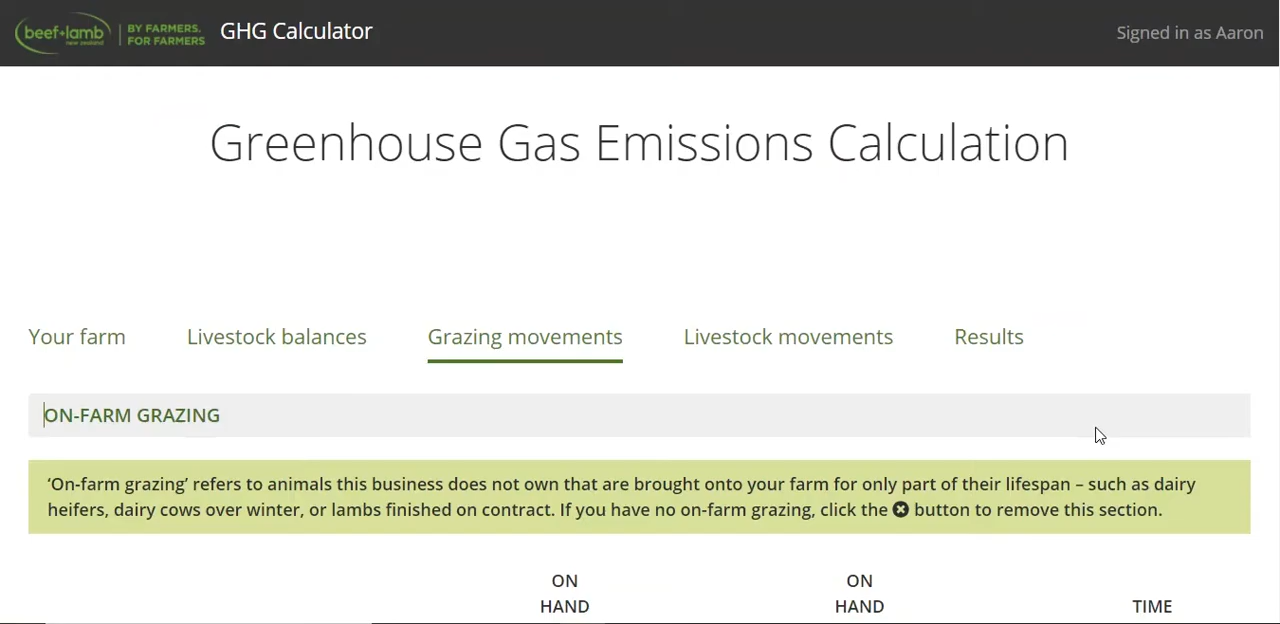 beef+lamb
new zealand
BY FARMERS.
FOR FARMERS
GHG Calculator
Signed in as Aaron
Greenhouse Gas Emissions Calculation
Your farm
Livestock balances
Grazing movements
Livestock movements
Results
ON-FARM GRAZING
‘On-farm grazing’ refers to animals this business does not own that are brought onto your farm for only part of their lifespan – such as dairy
heifers, dairy cows over winter, or lambs finished on contract. If you have no on-farm grazing, click the button to remove this section.
ON
HAND
ON
HAND
TIME